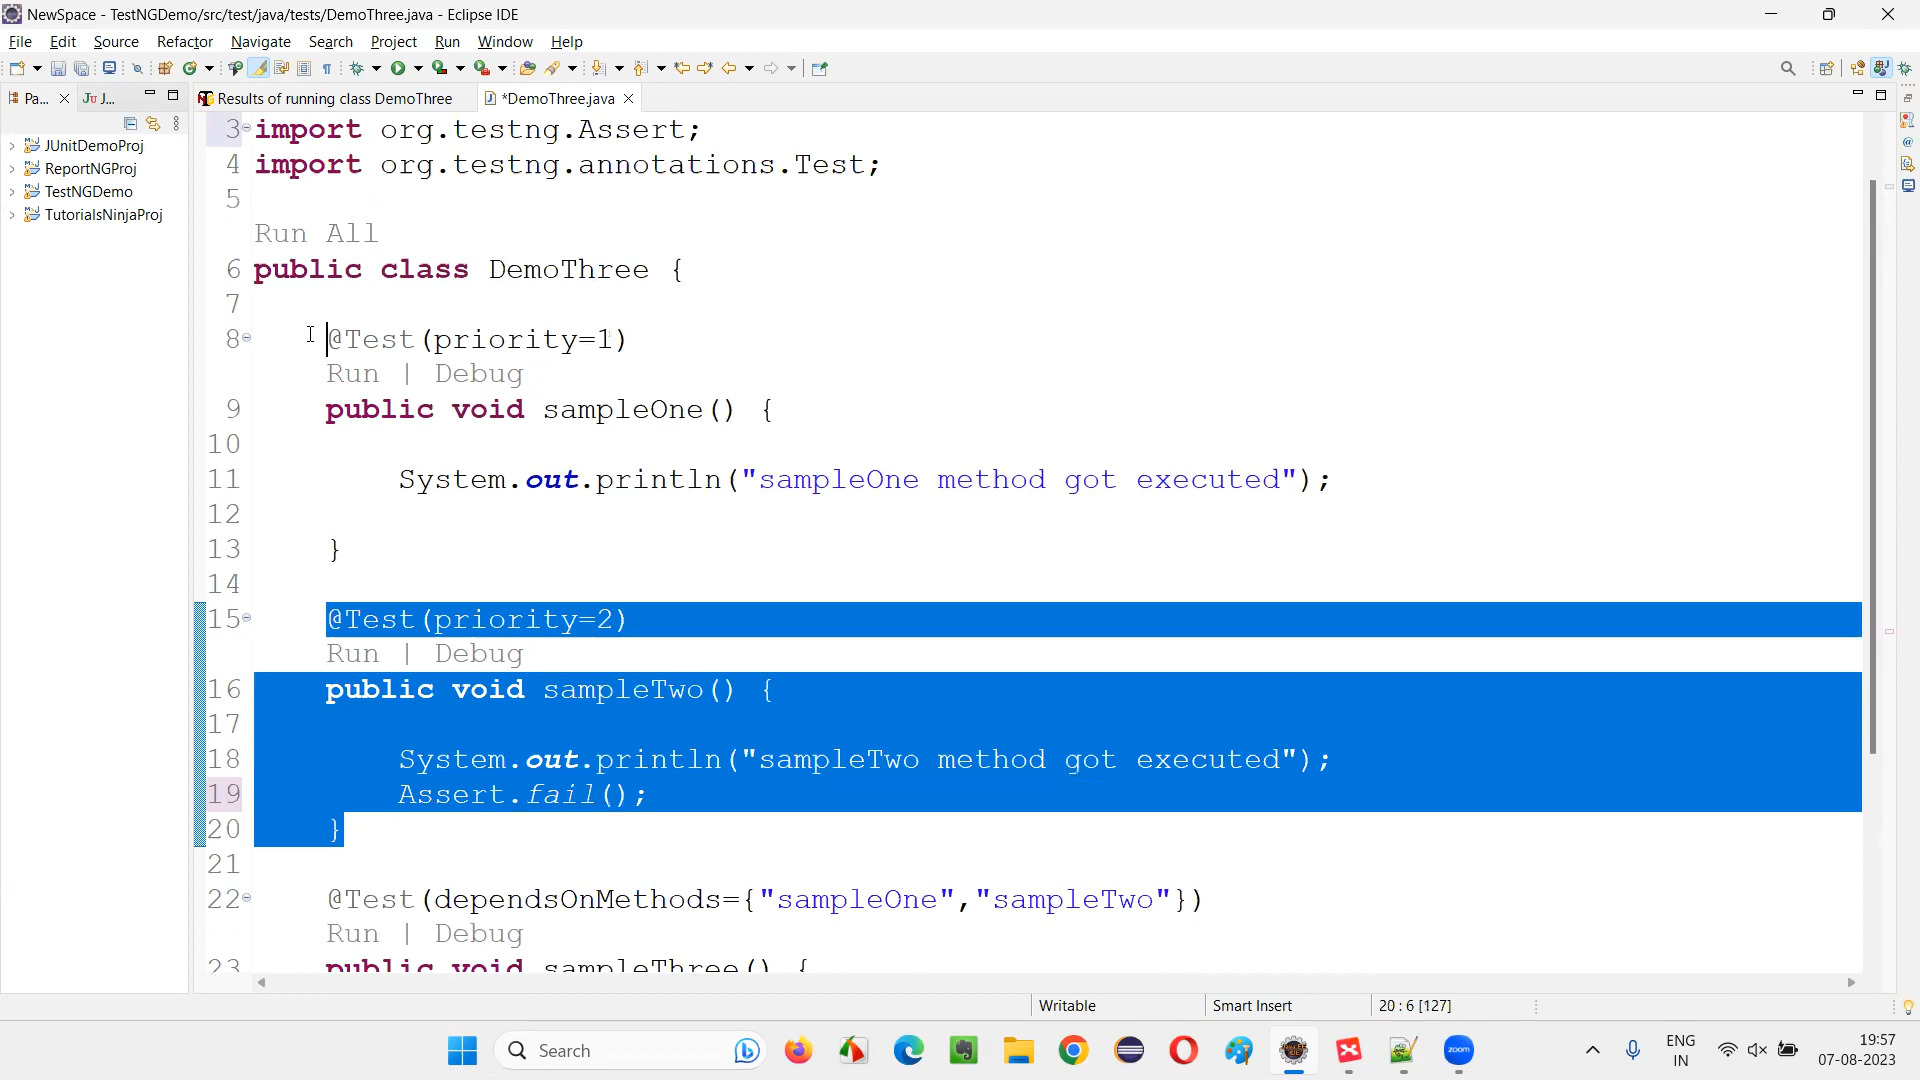 NewSpace - TestNGDemo/src/test/java/tests/DemoThree.java - Eclipse IDE
File Edit Source Refactor Navigate Search Project Run Window Help
Pa... Ju J... Results of running class DemoThree *DemoThree.java
JUnitDemoProj
ReportNGProj
TestNGDemo
TutorialsNinjaProj
3 import org.testng.Assert;
4 import org.testng.annotations.Test;
5
Run All
6 public class DemoThree {
7
8 @Test(priority=1)
Run | Debug
9 public void sampleOne() {
10
11 System.out.println("sampleOne method got executed");
12
13 }
14
15 @Test(priority=2)
Run | Debug
16 public void sampleTwo() {
17
18 System.out.println("sampleTwo method got executed");
19 Assert.fail();
20 }
21
22 @Test(dependsOnMethods={"sampleOne","sampleTwo"})
Run | Debug
23 public void sampleThree() {
Writable Smart Insert 20 : 6 [127]
Search zoom ENG IN 19:57 07-08-2023